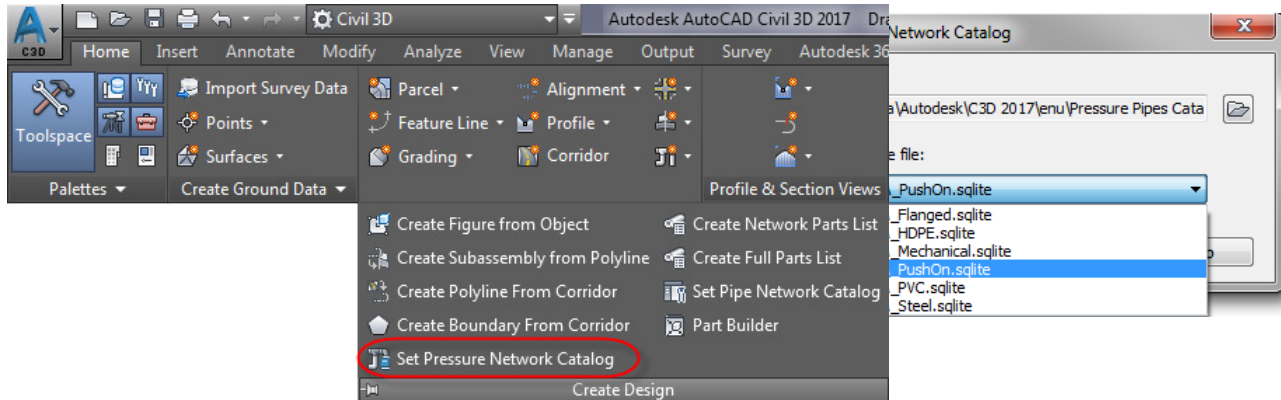 Civil 3D
Autodesk AutoCAD Civil 3D 2017 Dra
C3D
Home Insert Annotate Modify Analyze View Manage Output Survey Autodesk 36
Toolspace
Import Survey Data
Points
Surfaces
Parcel
Feature Line
Grading
Alignment
Profile
Corridor
Palettes
Create Ground Data
Profile & Section Views
Create Figure from Object
Create Network Parts List
Create Subassembly from Polyline
Create Full Parts List
Create Polyline From Corridor
Set Pipe Network Catalog
Create Boundary From Corridor
Part Builder
Set Pressure Network Catalog
Create Design
Network Catalog
a\Autodesk\C3D 2017\enu\Pressure Pipes Cata
e file:
_PushOn.sqlite
_Flanged.sqlite
_HDPE.sqlite
_Mechanical.sqlite
_PushOn.sqlite
_PVC.sqlite
_Steel.sqlite